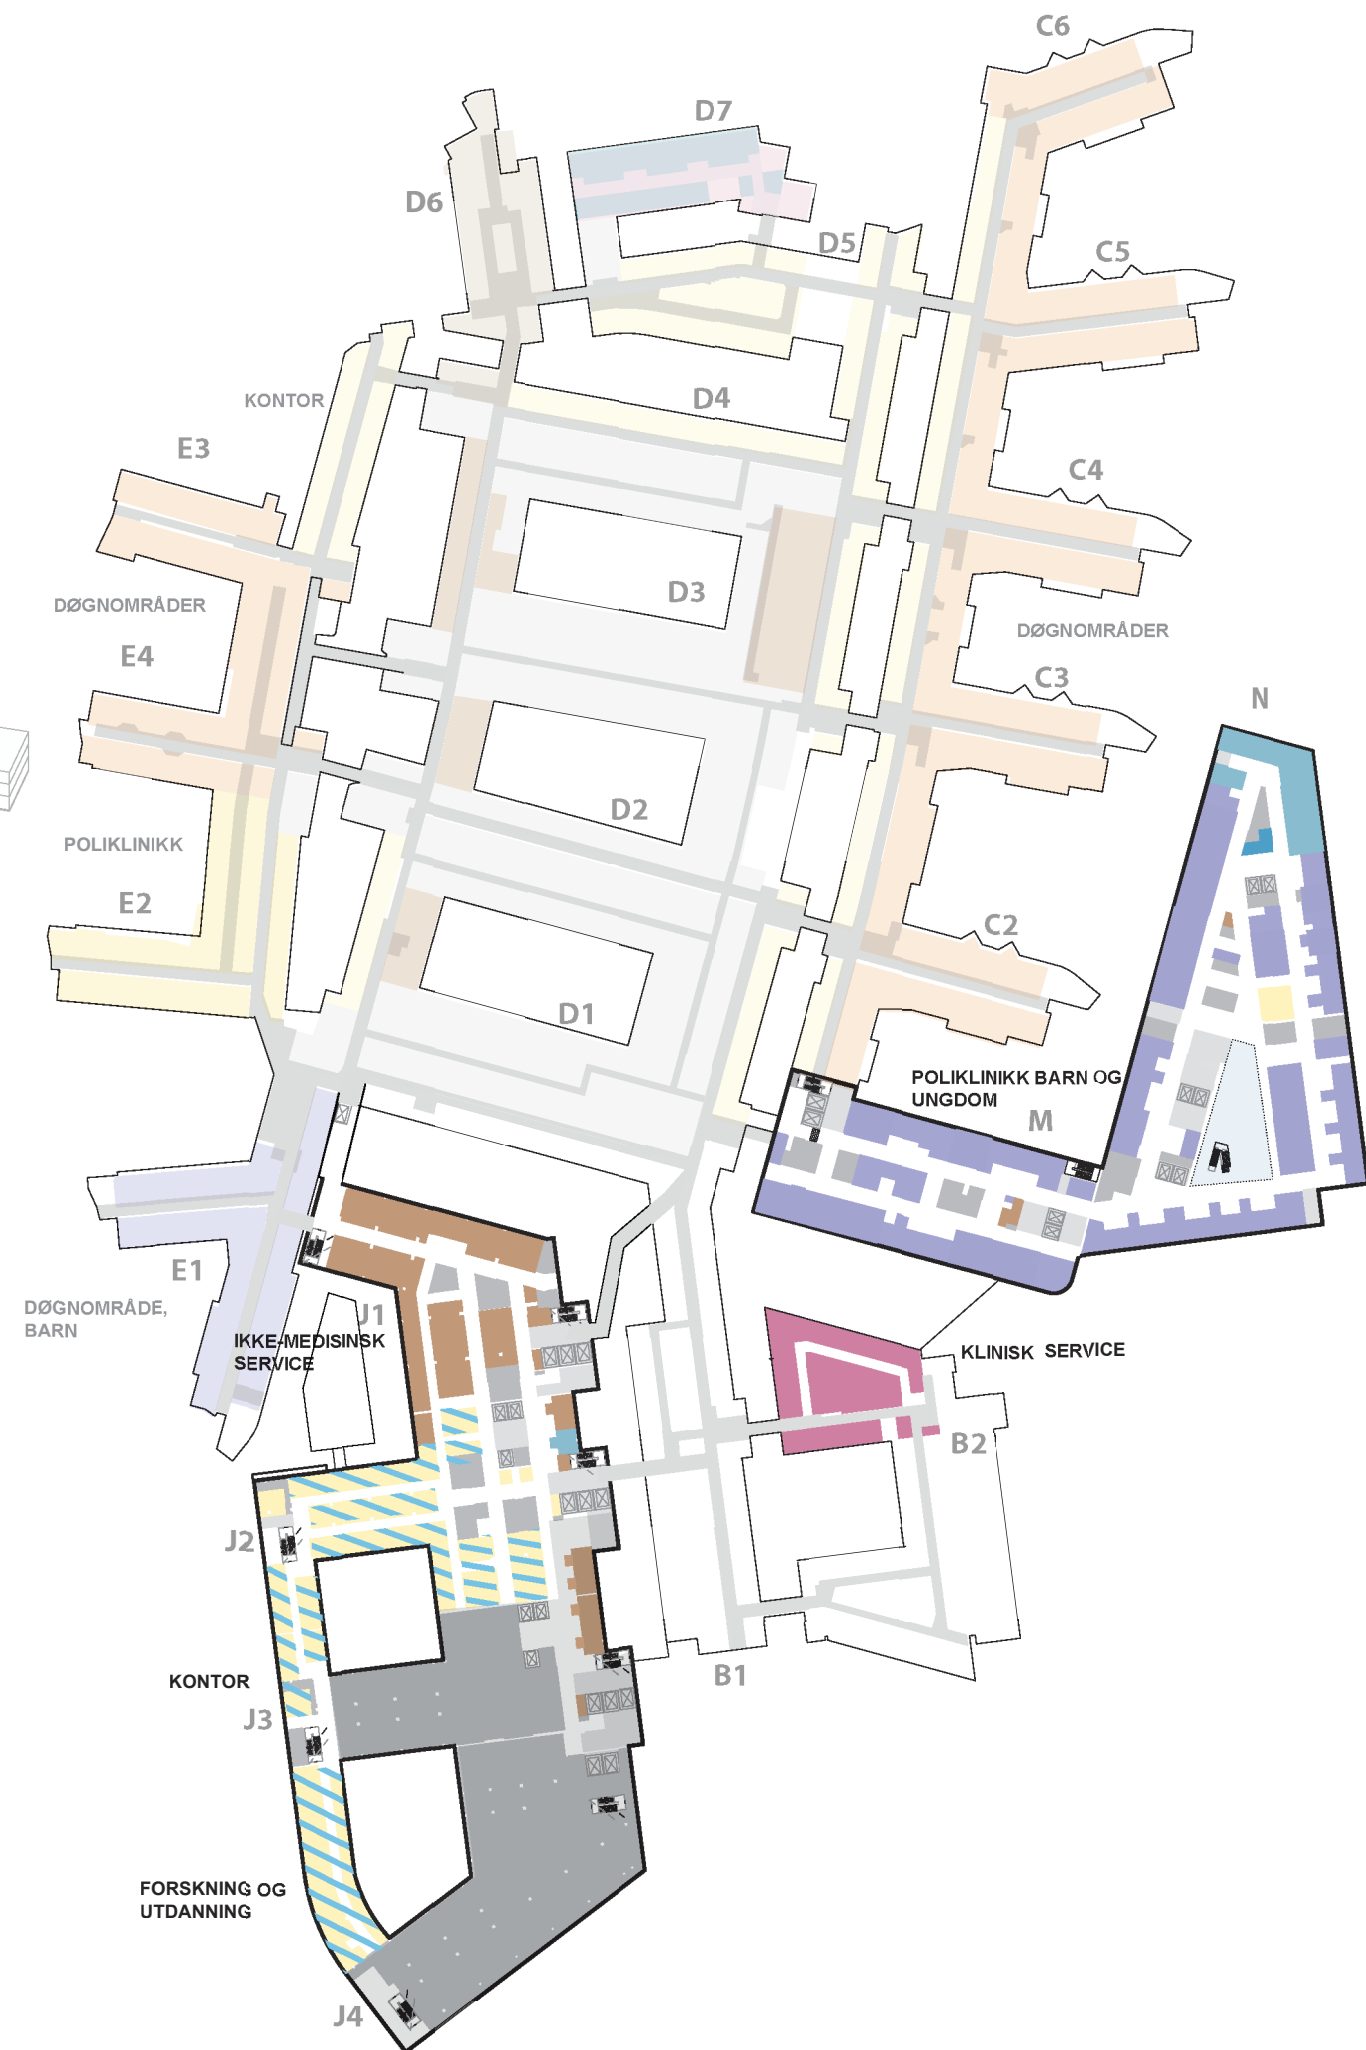 C6
D7
D6
D5
C5
KONTOR
D4
E3
C4
D3
DØGNOMRÅDER
DØGNOMRÅDER
E4
C3
N
D2
POLIKLINIKK
E2
C2
D1
POLIKLINIKK BARN OG
UNGDOM
M
E1
DØGNOMRÅDE,
BARN
J1
IKKE-MEDISINSK
SERVICE
KLINISK SERVICE
B2
J2
B1
KONTOR
J3
FORSKNING OG
UTDANNING
J4